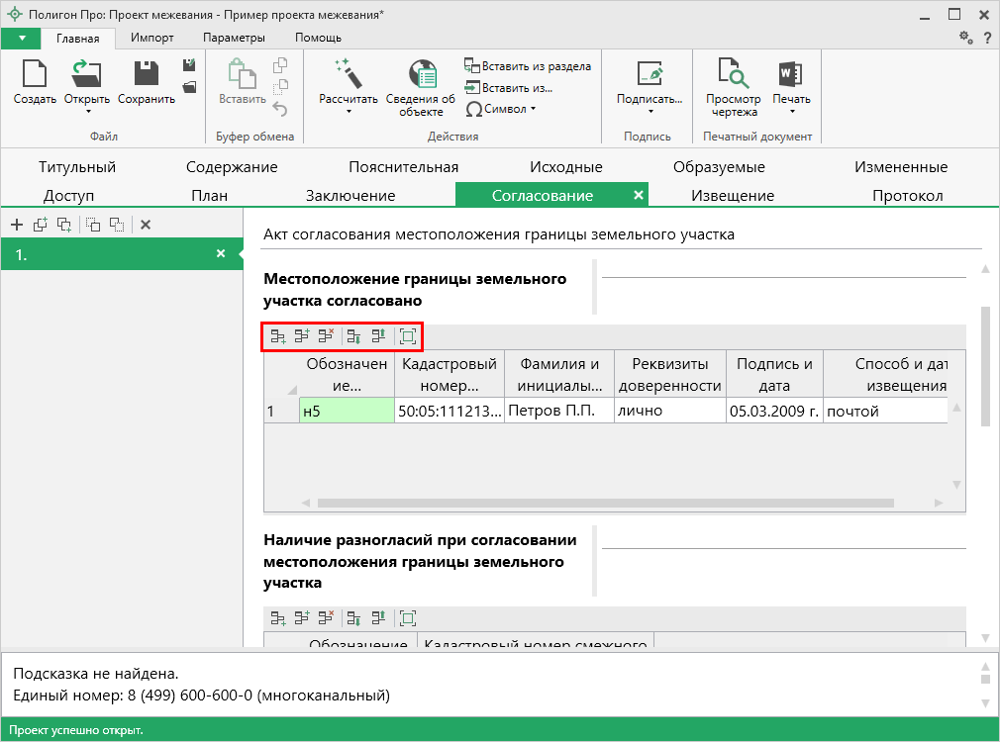 Полигон Про: Проект межевания - Пример проекта межевания*
Главная Импорт Параметры Помощь
?
Создать Открыть Сохранить
Файл
Вставить
Буфер обмена
Рассчитать Сведения об объекте
Вставить из раздела
Вставить из...
Символ
Действия
Подписать...
Подпись
Просмотр чертежа Печать
Печатный документ
Титульный Содержание Пояснительная Исходные Образуемые Измененные
Доступ План Заключение Согласование Извещение Протокол
1.
Акт согласования местоположения границы земельного участка
Местоположение границы земельного
участка согласовано
Обозначен Кадастровый Фамилия и Реквизиты Подпись и Способ и дат
ие... номер... инициалы... доверенности дата извещения
1 н5 50:05:111213... Петров П.П. лично 05.03.2009 г. почтой
Наличие разногласий при согласовании
местоположения границы земельного
участка
Обозначение Кадастровый номер смежного
Подсказка не найдена.
Единый номер: 8 (499) 600-600-0 (многоканальный)
Проект успешно открыт.